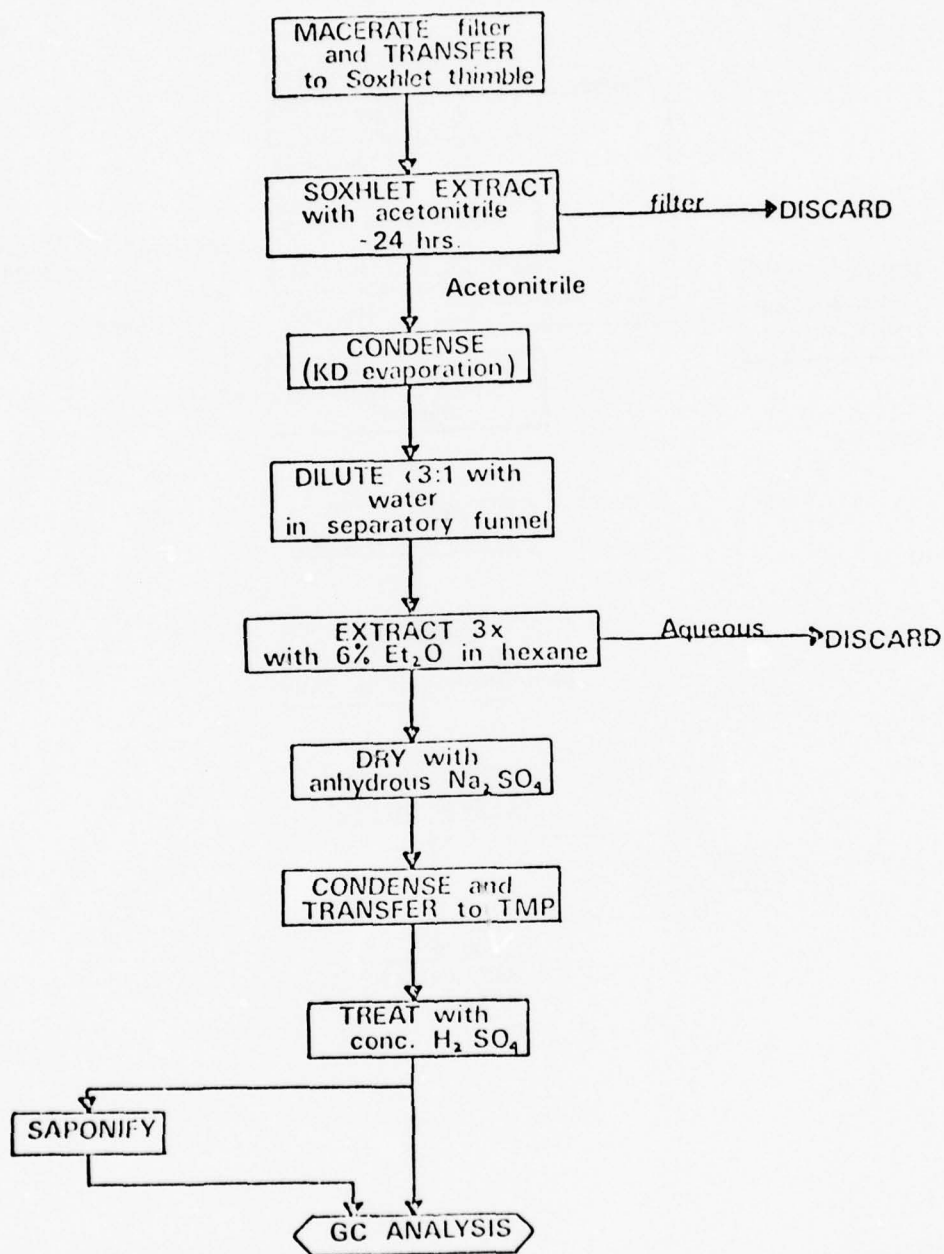 MACERATE filter
and TRANSFER
to Soxhlet thimble
SOXHLET EXTRACT
with acetonitrile
~24 hrs.
filter
DISCARD
Acetonitrile
CONDENSE
(KD evaporation)
DILUTE <3:1 with
water
in separatory funnel
EXTRACT 3x
with 6% Et₂O in hexane
Aqueous
DISCARD
DRY with
anhydrous Na₂SO₄
CONDENSE and
TRANSFER to TMP
TREAT with
conc. H₂SO₄
SAPONIFY
GC ANALYSIS